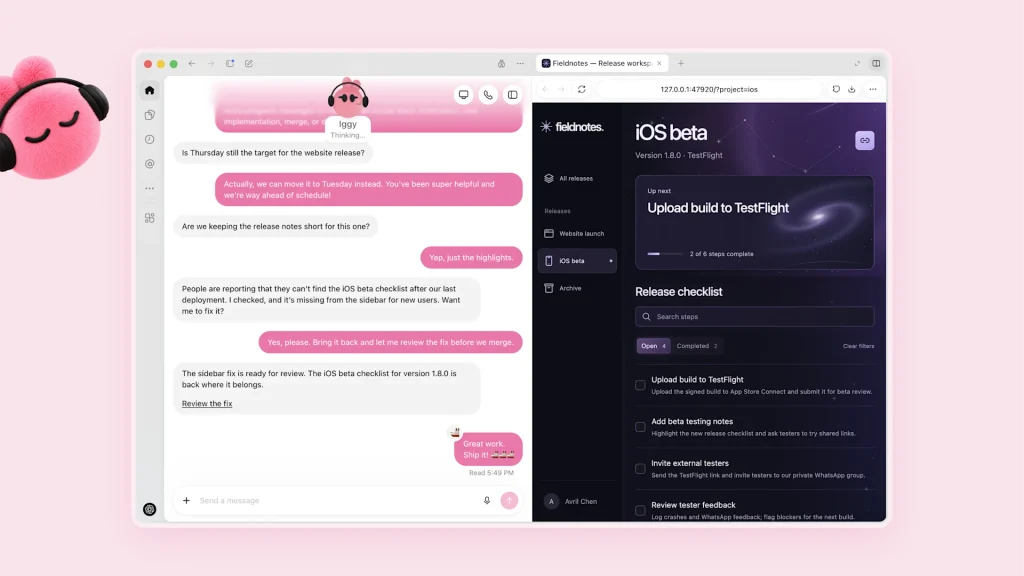 implementation, merge, or
Iggy
Thinking...
Is Thursday still the target for the website release?
Actually, we can move it to Tuesday instead. You've been super helpful and
we're way ahead of schedule!
Are we keeping the release notes short for this one?
Yep, just the highlights.
People are reporting that they can't find the iOS beta checklist after our last
deployment. I checked, and it's missing from the sidebar for new users. Want
me to fix it?
Yes, please. Bring it back and let me review the fix before we merge.
The sidebar fix is ready for review. The iOS beta checklist for version 1.8.0 is
back where it belongs.
Review the fix
Great work.
Ship it! 🚢🚢🚢
Read 5:49 PM
Send a message
Fieldnotes — Release worksp
127.0.0.1:47920/?project=ios
fieldnotes.
All releases
Releases
Website launch
iOS beta
Archive
A Avril Chen
iOS beta
Version 1.8.0 · TestFlight
Up next
Upload build to TestFlight
2 of 6 steps complete
Release checklist
Search steps
Open 4 Completed 2 Clear filters
Upload build to TestFlight
Upload the signed build to App Store Connect and submit it for beta review.
Add beta testing notes
Highlight the new release checklist and ask testers to try shared links.
Invite external testers
Send the TestFlight link and invite testers to our private WhatsApp group.
Review tester feedback
Log crashes and WhatsApp feedback; flag blockers for the next build.